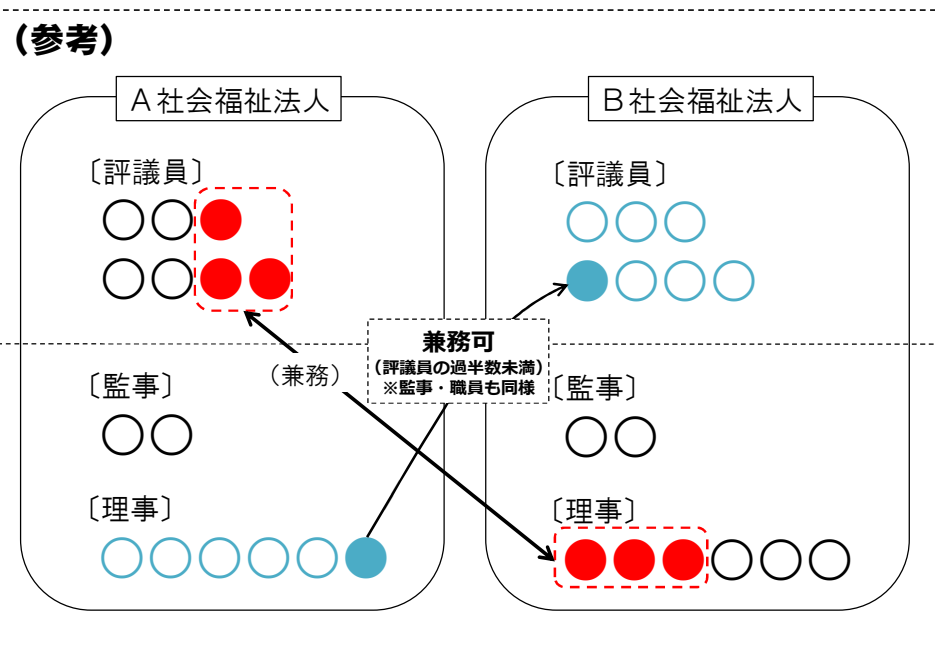 （参考）
Ａ社会福祉法人
〔評議員〕
（兼務）
〔監事〕
〔理事〕
兼務可
（評議員の過半数未満）
※監事・職員も同様
Ｂ社会福祉法人
〔評議員〕
〔監事〕
〔理事〕